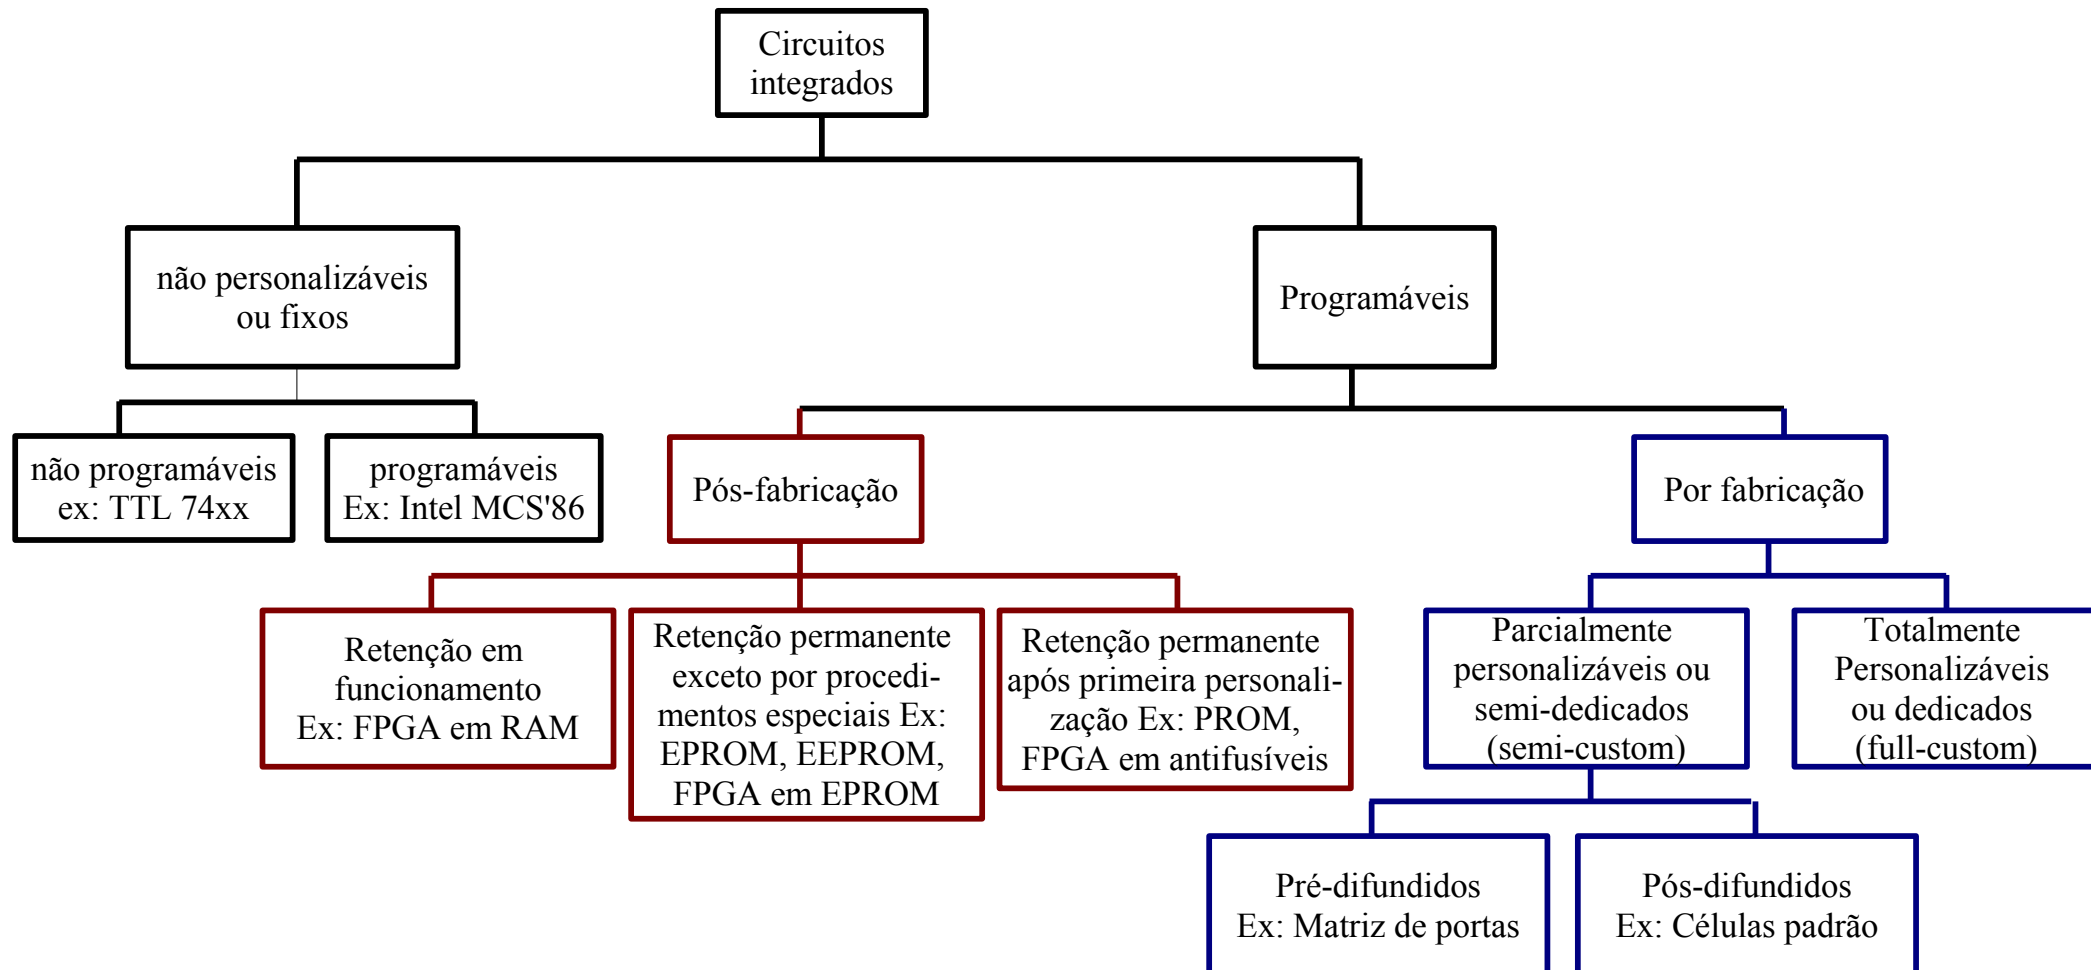 Circuitos
integrados
não personalizáveis
ou fixos
Programáveis
não programáveis
ex: TTL 74xx
programáveis
Ex: Intel MCS'86
Pós-fabricação
Por fabricação
Retenção em
funcionamento
Ex: FPGA em RAM
Retenção permanente
exceto por procedi-
mentos especiais Ex:
EPROM, EEPROM,
FPGA em EPROM
Retenção permanente
após primeira personali-
zação Ex: PROM,
FPGA em antifusíveis
Parcialmente
personalizáveis ou
semi-dedicados
(semi-custom)
Totalmente
Personalizáveis
ou dedicados
(full-custom)
Pré-difundidos
Ex: Matriz de portas
Pós-difundidos
Ex: Células padrão